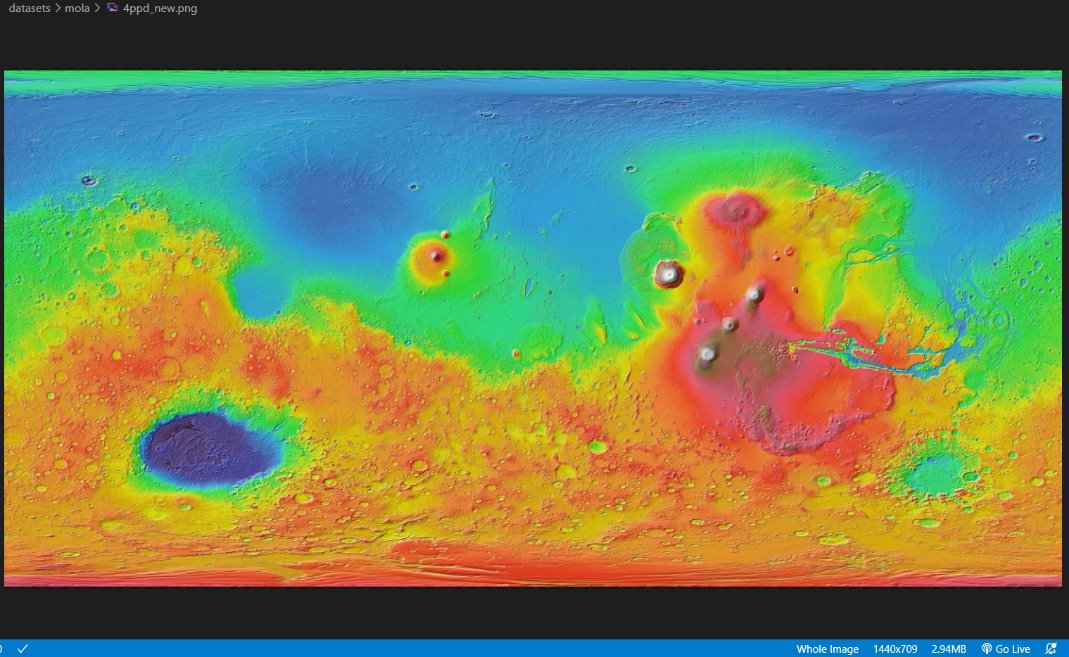 datasets > mola > 4ppd_new.png
Whole Image 1440x709 2.94MB Go Live